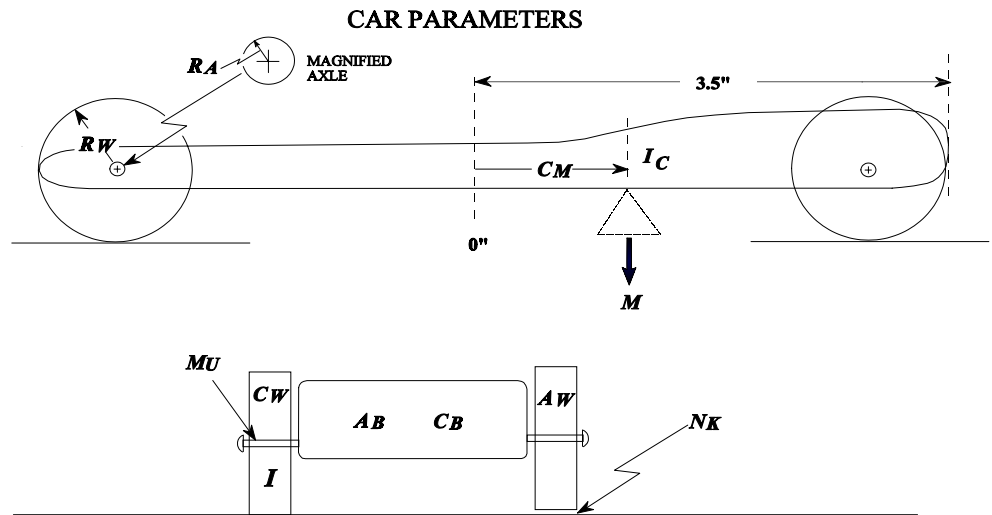 CAR PARAMETERS
RA
MAGNIFIED
AXLE
3.5"
RW
CM
IC
0"
M
MU
CW
AB
CB
AW
NK
I